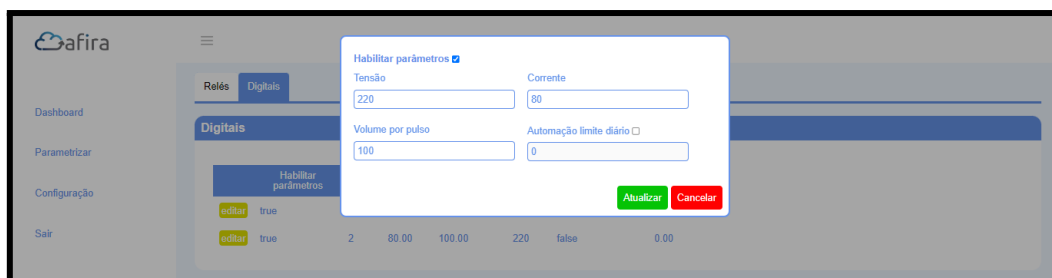 afira
Dashboard
Parametrizar
Configuração
Sair
Relés Digitais
Digitais
Habilitar
parâmetros
editar true
editar true 2 80.00 100.00 220 false 0.00
Habilitar parâmetros
Tensão Corrente
220 80
Volume por pulso Automação limite diário
100 0
Atualizar Cancelar